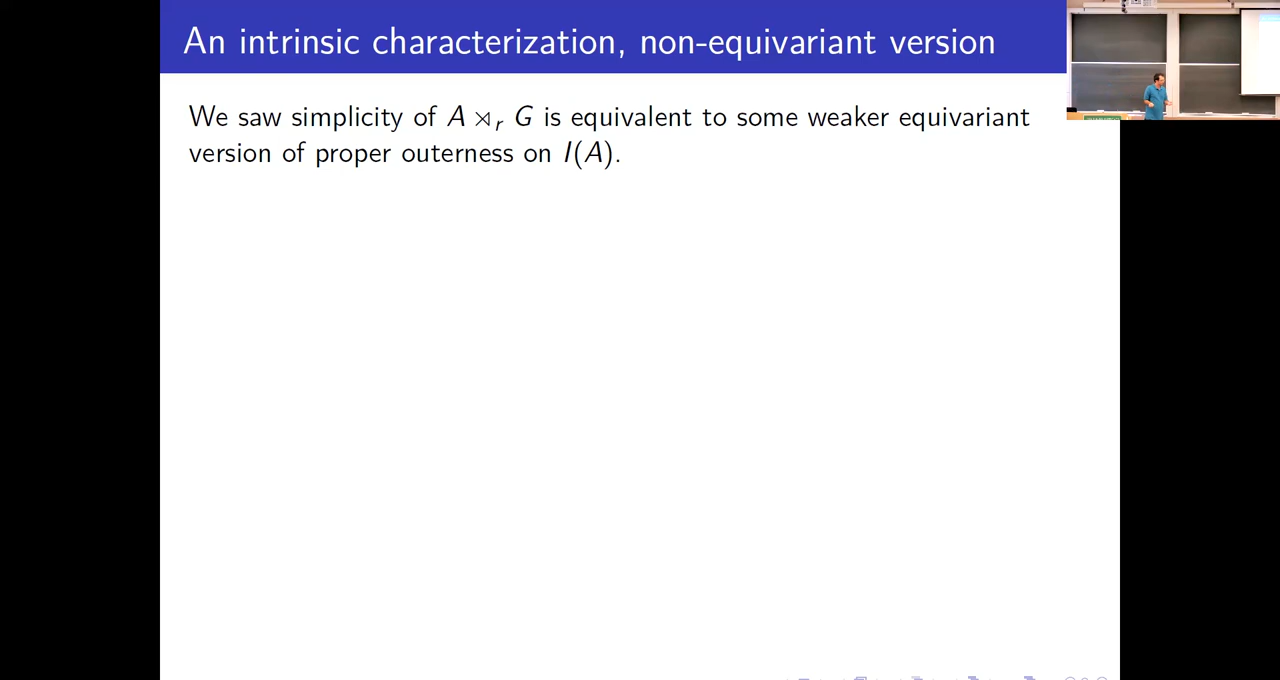 An intrinsic characterization, non-equivariant version
We saw simplicity of A ⋊ᵣ G is equivalent to some weaker equivariant
version of proper outerness on I(A).